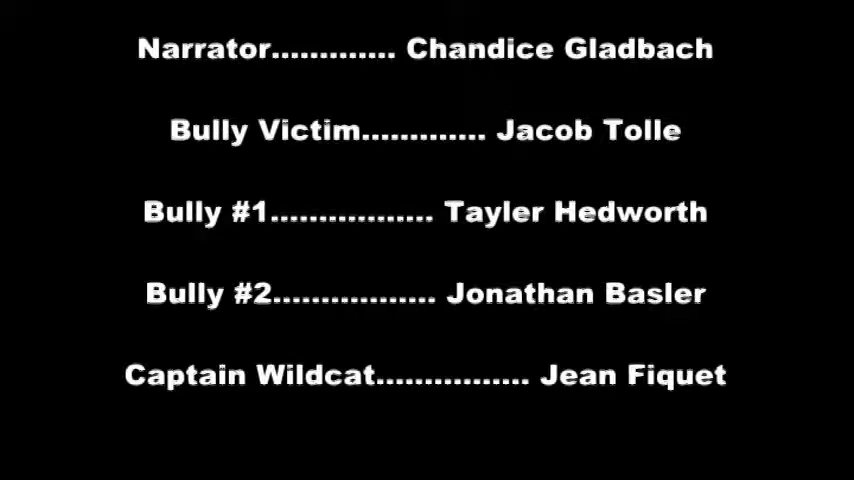 Narrator............. Chandice Gladbach
Bully Victim............. Jacob Tolle
Bully #1................. Tayler Hedworth
Bully #2................. Jonathan Basler
Captain Wildcat................ Jean Fiquet